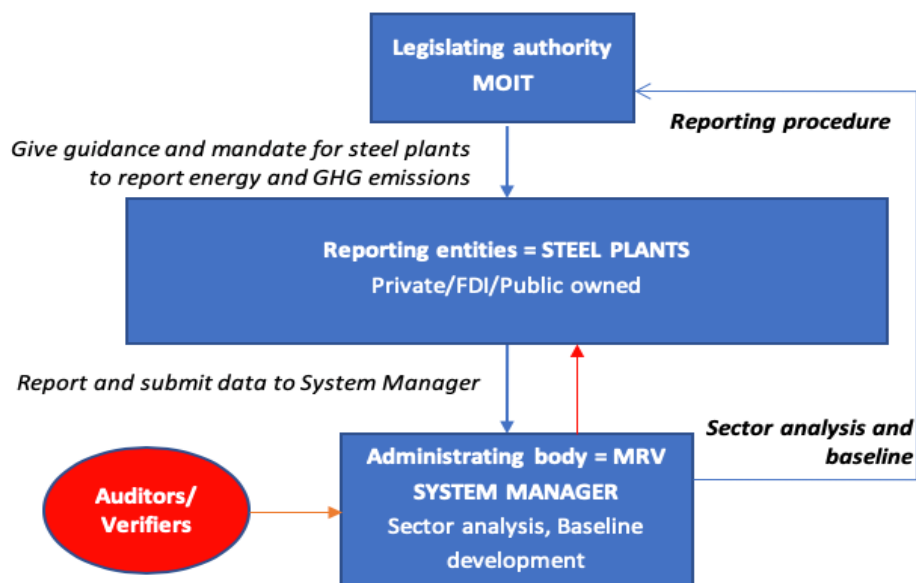 Legislating authority
MOIT
Reporting procedure
Give guidance and mandate for steel plants
to report energy and GHG emissions
Reporting entities = STEEL PLANTS
Private/FDI/Public owned
Report and submit data to System Manager
Sector analysis and
baseline
Administrating body = MRV
SYSTEM MANAGER
Sector analysis, Baseline
development
Auditors/
Verifiers